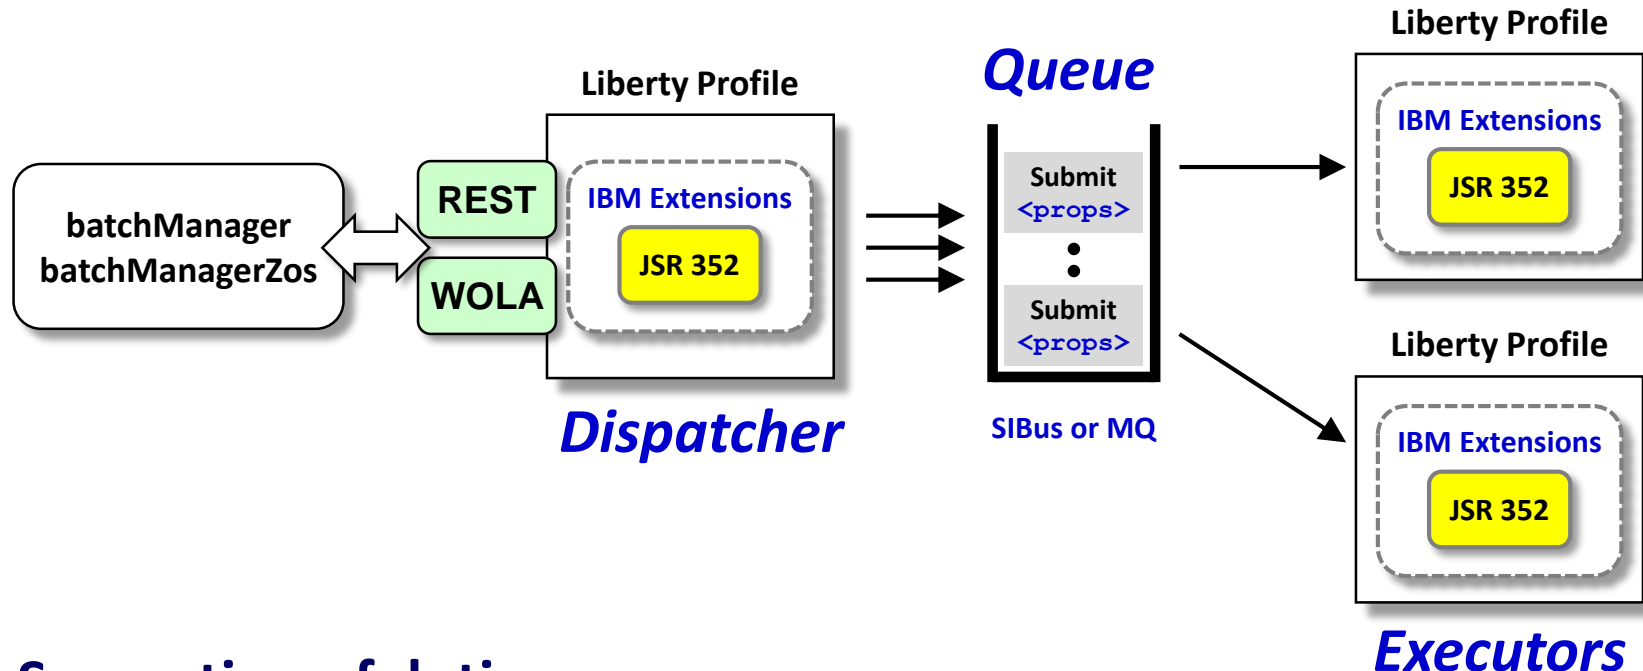 batchManager
batchManagerZos
REST
WOLA
Liberty Profile
IBM Extensions
JSR 352
Dispatcher
Queue
Submit
<props>
Submit
<props>
SIBus or MQ
Liberty Profile
IBM Extensions
JSR 352
Liberty Profile
IBM Extensions
JSR 352
Executors